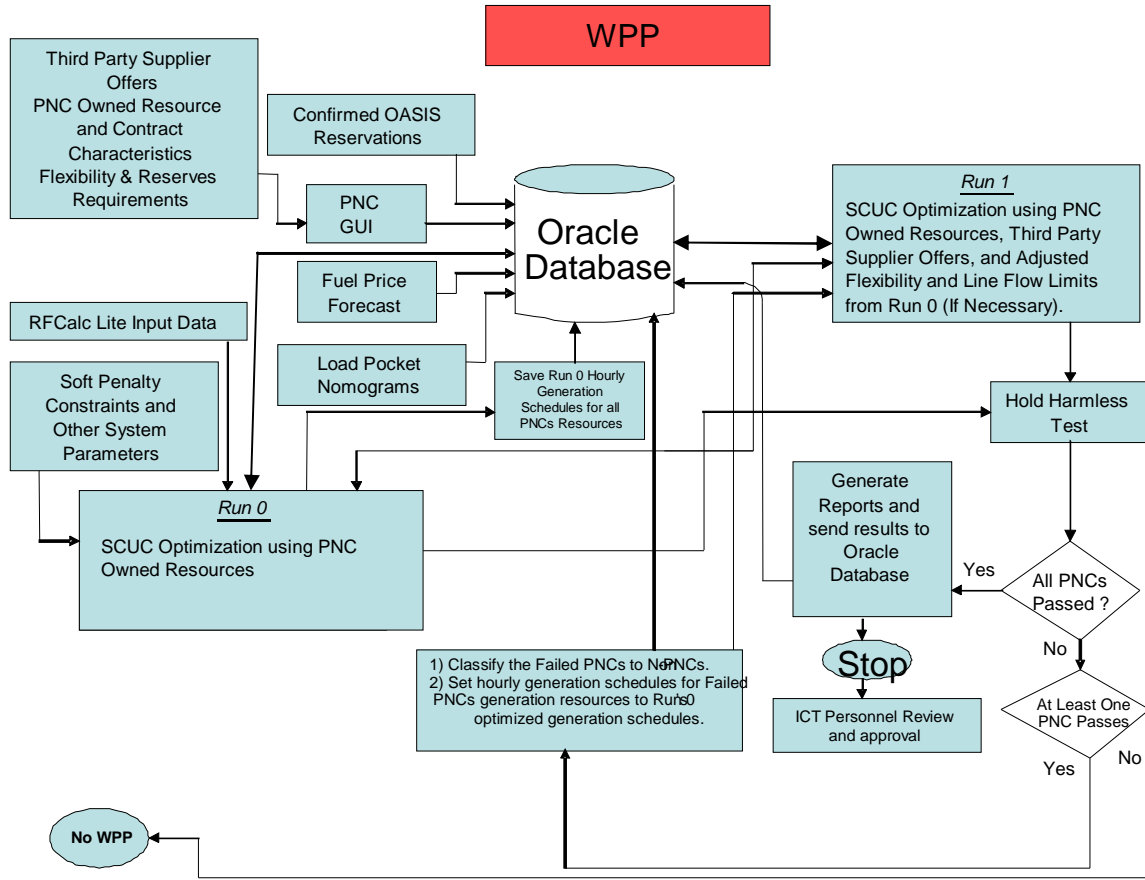 WPP
Third Party Supplier
Offers
PNC Owned Resource
and Contract
Characteristics
Flexibility & Reserves
Requirements
Confirmed OASIS
Reservations
PNC
GUI
Fuel Price
Forecast
Load Pocket
Nomograms
Oracle
Database
RFCalc Lite Input Data
Soft Penalty
Constraints and
Other System
Parameters
Save Run 0 Hourly
Generation
Schedules for all
PNCs Resources
Run 0
SCUC Optimization using PNC
Owned Resources
Run 1
SCUC Optimization using PNC
Owned Resources, Third Party
Supplier Offers, and Adjusted
Flexibility and Line Flow Limits
from Run 0 (If Necessary).
Hold Harmless
Test
All PNCs
Passed ?
Yes
No
Generate
Reports and
send results to
Oracle
Database
Stop
ICT Personnel Review
and approval
At Least One
PNC Passes
Yes
No
1) Classify the Failed PNCs to Non-PNCs.
2) Set hourly generation schedules for Failed
PNCs generation resources to Run 0's
optimized generation schedules.
No WPP